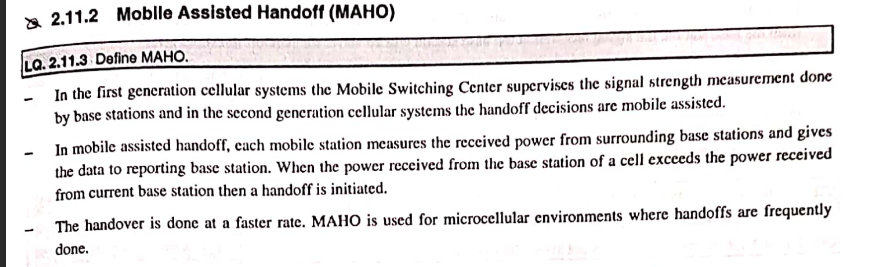 2.11.2 Mobile Assisted Handoff (MAHO)
LQ. 2.11.3 Define MAHO.
– In the first generation cellular systems the Mobile Switching Center supervises the signal strength measurement done
by base stations and in the second generation cellular systems the handoff decisions are mobile assisted.
– In mobile assisted handoff, each mobile station measures the received power from surrounding base stations and gives
the data to reporting base station. When the power received from the base station of a cell exceeds the power received
from current base station then a handoff is initiated.
– The handover is done at a faster rate. MAHO is used for microcellular environments where handoffs are frequently
done.